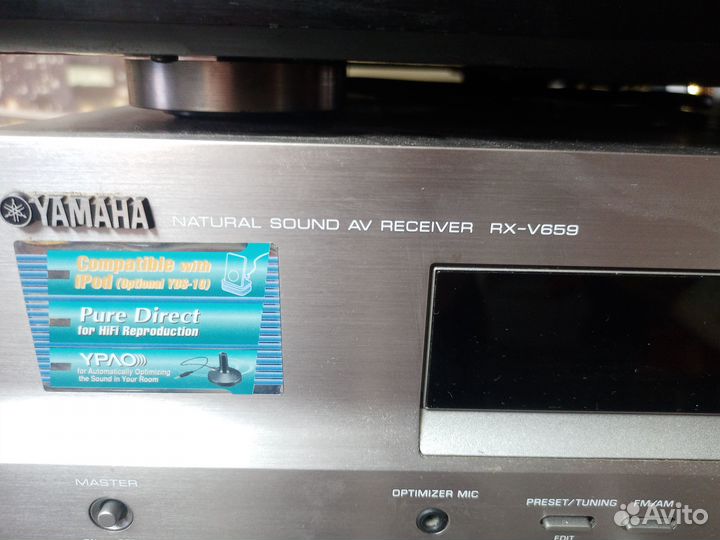 YAMAHA NATURAL SOUND AV RECEIVER RX-V659
Compatible with
iPod (Optional YDS-10)
Pure Direct
for HiFi Reproduction
YPAO
for Automatically Optimizing
the Sound in Your Room
MASTER
OPTIMIZER MIC
PRESET/TUNING
FM/AM
EDIT
Avito